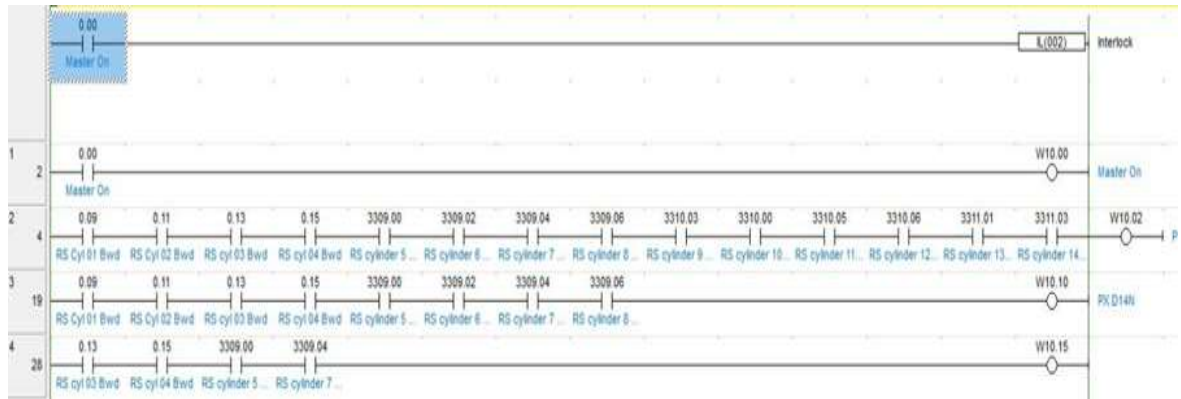 0.00
IL(002) Interlock
Master On
1
0.00 W10.00
2 Master On
Master On
2 0.09 0.11 0.13 0.15 3309.00 3309.02 3309.04 3309.06 3310.03 3310.00 3310.05 3310.06 3311.01 3311.03 W10.02
4 P
RS Cyl 01 Bwd RS Cyl 02 Bwd RS cyl 03 Bwd RS cyl 04 Bwd RS cylinder 5 ... RS cylinder 6 ... RS cylinder 7 ... RS cylinder 8 ... RS cylinder 9 ... RS cylinder 10... RS cylinder 11... RS cylinder 12... RS cylinder 13... RS cylinder 14...
3 0.09 0.11 0.13 0.15 3309.00 3309.02 3309.04 3309.06 W10.10
19 PX D14N
RS Cyl 01 Bwd RS Cyl 02 Bwd RS cyl 03 Bwd RS cyl 04 Bwd RS cylinder 5 ... RS cylinder 6 ... RS cylinder 7 ... RS cylinder 8 ...
4 0.13 0.15 3309.00 3309.04 W10.15
28
RS cyl 03 Bwd RS cyl 04 Bwd RS cylinder 5 ... RS cylinder 7 ...